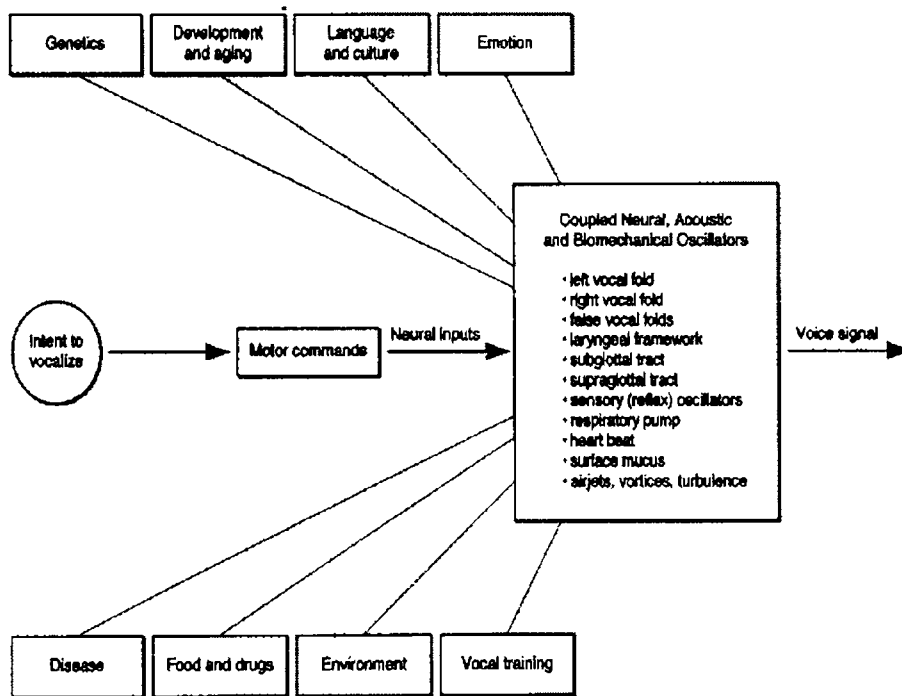 Genetics
Development
and aging
Language
and culture
Emotion
Coupled Neural, Acoustic
and Biomechanical Oscillators
• left vocal fold
• right vocal fold
• false vocal folds
• laryngeal framework
• subglottal tract
• supraglottal tract
• sensory (reflex) oscillators
• respiratory pump
• heart beat
• surface mucus
• airjets, vortices, turbulence
Intent to
vocalize
Motor commands
Neural inputs
Voice signal
Disease
Food and drugs
Environment
Vocal training